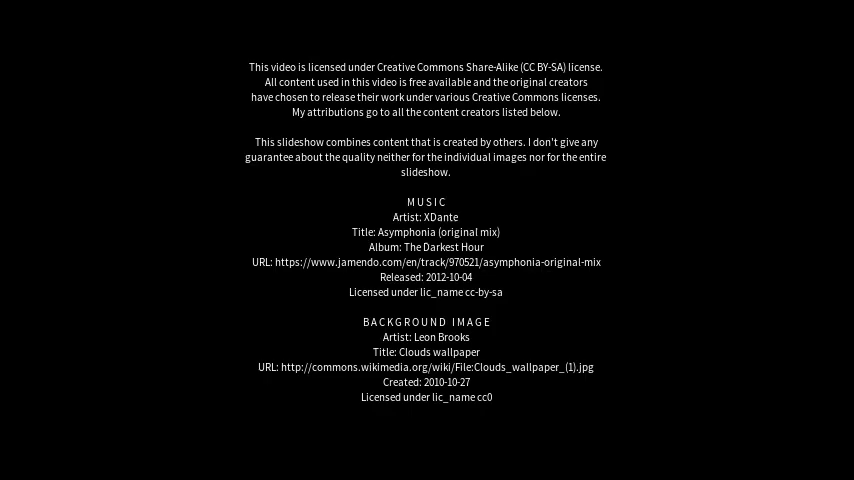 This video is licensed under Creative Commons Share-Alike (CC BY-SA) license.
All content used in this video is free available and the original creators
have chosen to release their work under various Creative Commons licenses.
My attributions go to all the content creators listed below.
This slideshow combines content that is created by others. I don't give any
guarantee about the quality neither for the individual images nor for the entire
slideshow.
MUSIC
Artist: XDante
Title: Asymphonia (original mix)
Album: The Darkest Hour
URL: https://www.jamendo.com/en/track/970521/asymphonia-original-mix
Released: 2012-10-04
Licensed under lic_name cc-by-sa
BACKGROUND IMAGE
Artist: Leon Brooks
Title: Clouds wallpaper
URL: http://commons.wikimedia.org/wiki/File:Clouds_wallpaper_(1).jpg
Created: 2010-10-27
Licensed under lic_name cc0